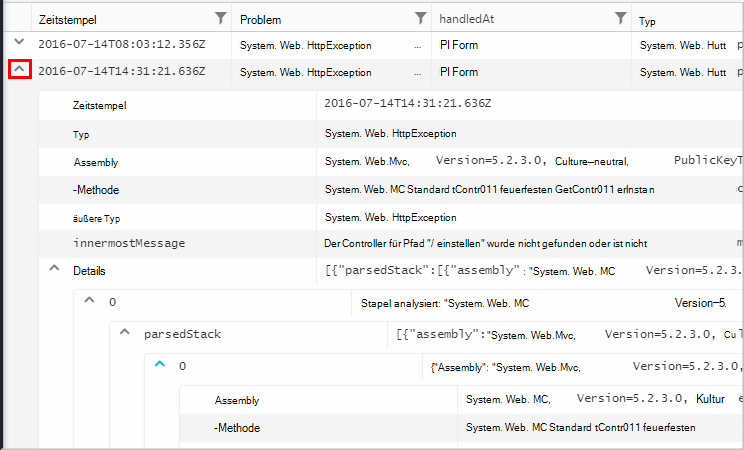 Zeitstempel Problem handledAt Typ
2016-07-14T08:03:12.356Z System. Web. HttpException ... PI Form System. Web. Hutt p
2016-07-14T14:31:21.636Z System. Web. HttpException ... PI Form System. Web. Hutt p
Zeitstempel 2016-07-14T14:31:21.636Z
Typ System. Web. HttpException
Assembly System. Web.Mvc, Version=5.2.3.0, Culture–neutral, PublicKeyT
-Methode System. Web. MC Standard tContr011 feuerfesten GetContr011 erInstan c
äußere Typ System. Web. HttpException
innermostMessage Der Controller für Pfad "/ einstellen" wurde nicht gefunden oder ist nicht m
Details [{"parsedStack":[{"assembly" : "System. Web. MC Version=5.2.3.
0 Stapel analysiert: "System. Web. MC Version–5.
parsedStack [{"assembly":"System. Web.Mvc, Version=5.2.3.0, Cul
0 {"Assembly": "System. Web.Mvc, Version=5.2.3.0,
Assembly System. Web. MC, Version=5.2.3.0, Kultur e
-Methode System. Web. MC Standard tContr011 feuerfesten